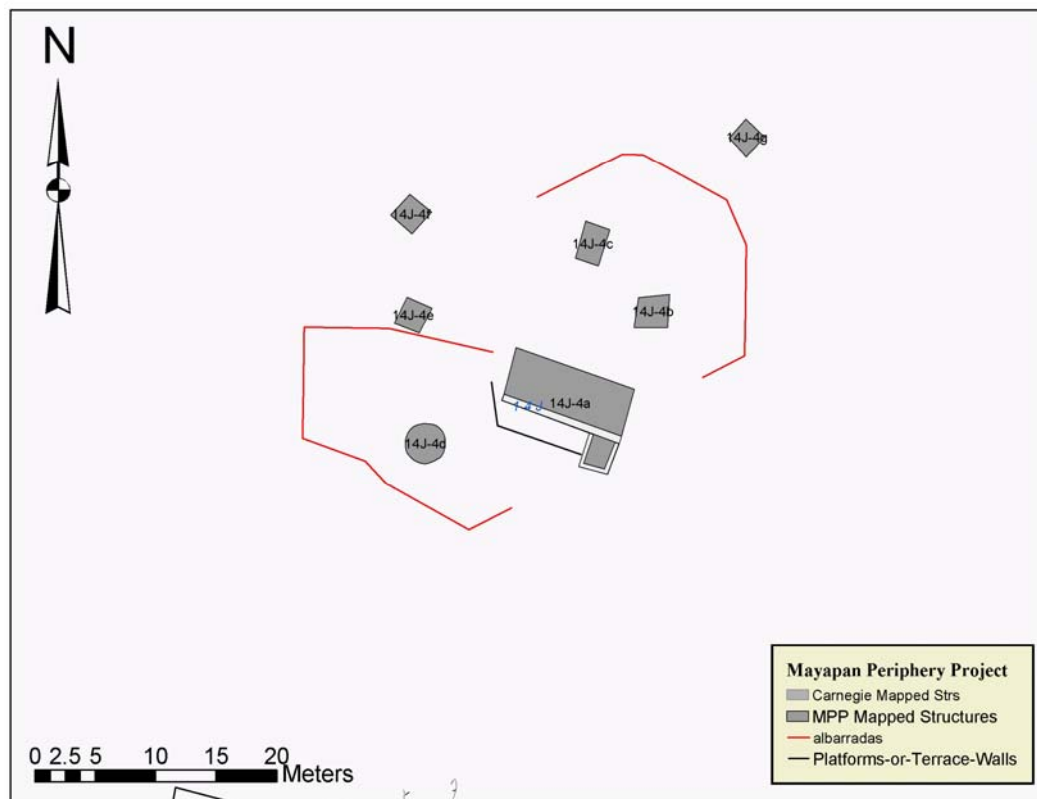 N
14J-4g
14J-4f
14J-4c
14J-4e
14J-4b
14J
14J-4a
14J-4d
Mayapan Periphery Project
Carnegie Mapped Strs
MPP Mapped Structures
albarradas
Platforms-or-Terrace-Walls
0 2.5 5 10 15 20
Meters